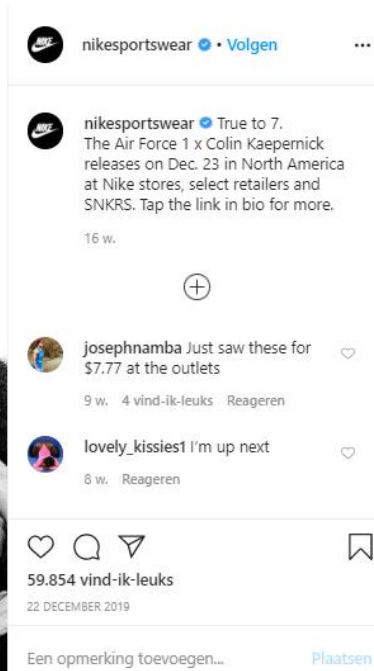 nikesportswear • Volgen
nikesportswear True to 7.
The Air Force 1 x Colin Kaepernick
releases on Dec. 23 in North America
at Nike stores, select retailers and
SNKRS. Tap the link in bio for more.
16 w.
josephnamba Just saw these for
$7.77 at the outlets
9 w. 4 vind-ik-leuks Reageren
lovely_kissies1 I'm up next
8 w. Reageren
59.854 vind-ik-leuks
22 DECEMBER 2019
Een opmerking toevoegen... Plaatsen